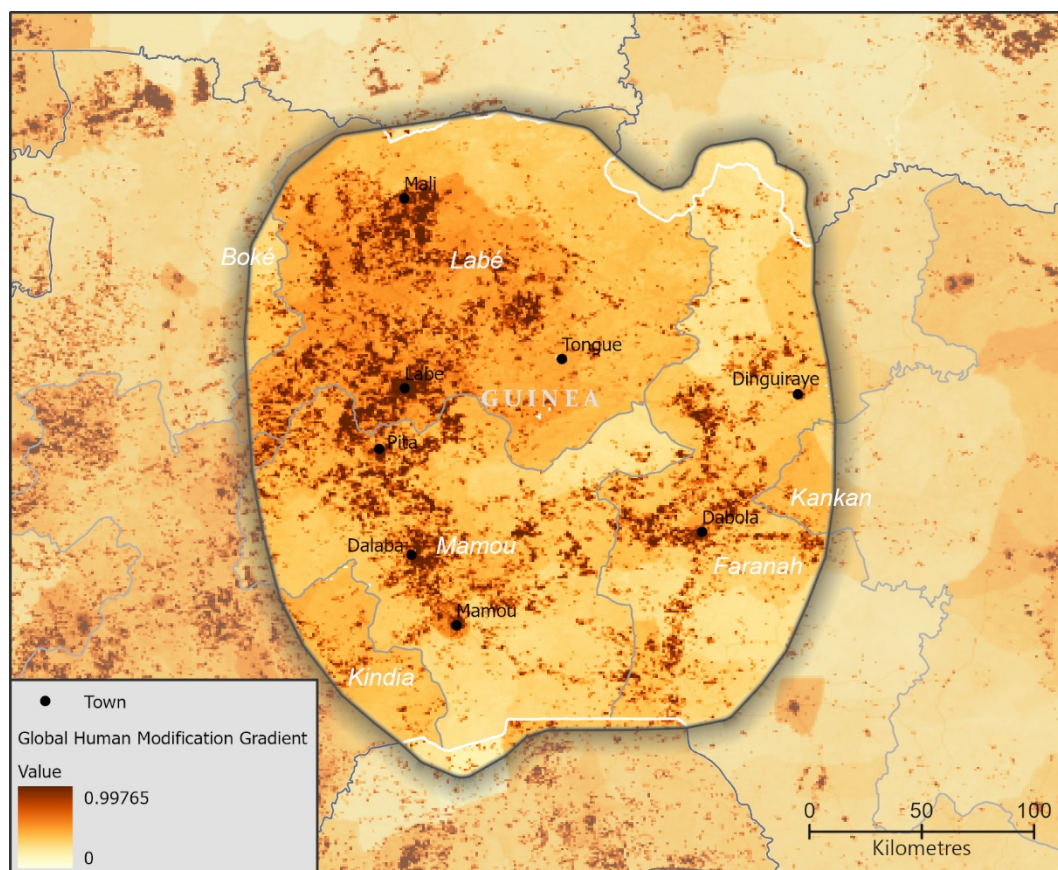 Mali
Boké
Labé
Tongué
Labe
Dinguiraye
GUINEA
Pita
Kankan
Dabola
Dalaba
Mamou
Faranah
Mamou
Kindia
Town
Global Human Modification Gradient
Value
0.99765
0
0 50 100
Kilometres